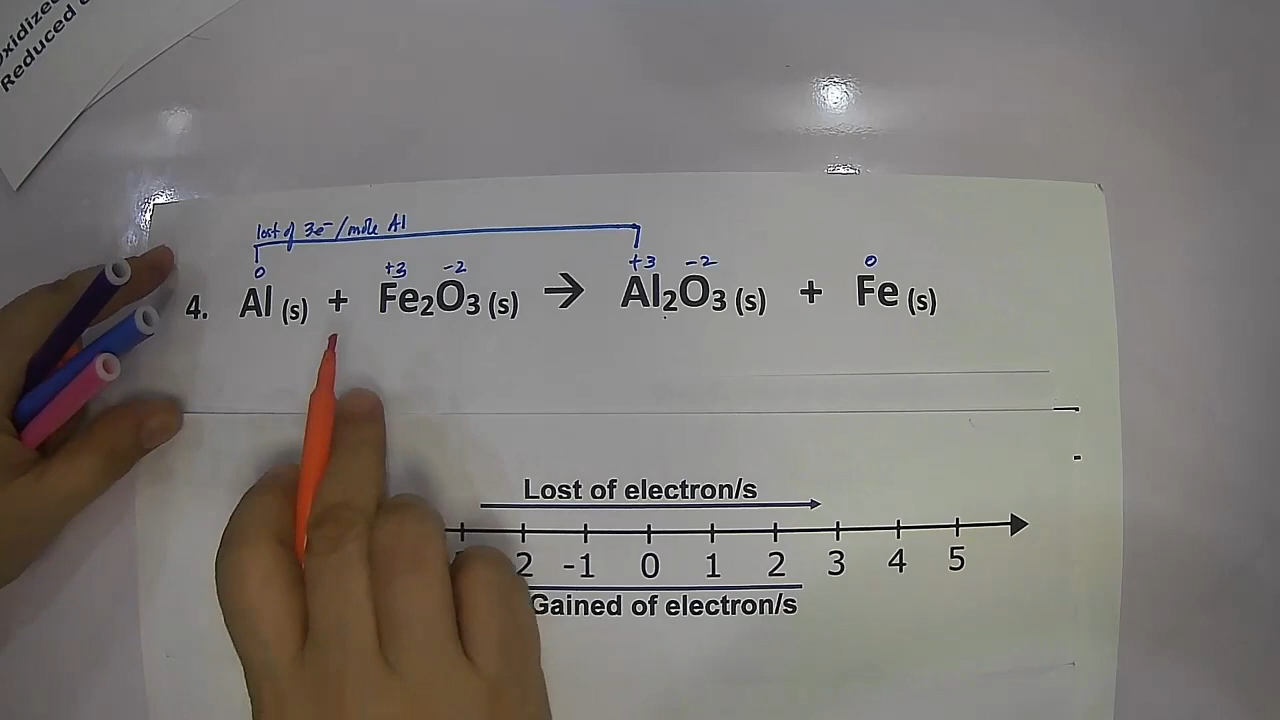 Oxidized
Reduced
lost of 3e⁻/mole Al
0 +3 -2 +3 -2 0
4. Al (s) + Fe₂O₃ (s) → Al₂O₃ (s) + Fe (s)
Lost of electron/s
2 -1 0 1 2 3 4 5
Gained of electron/s